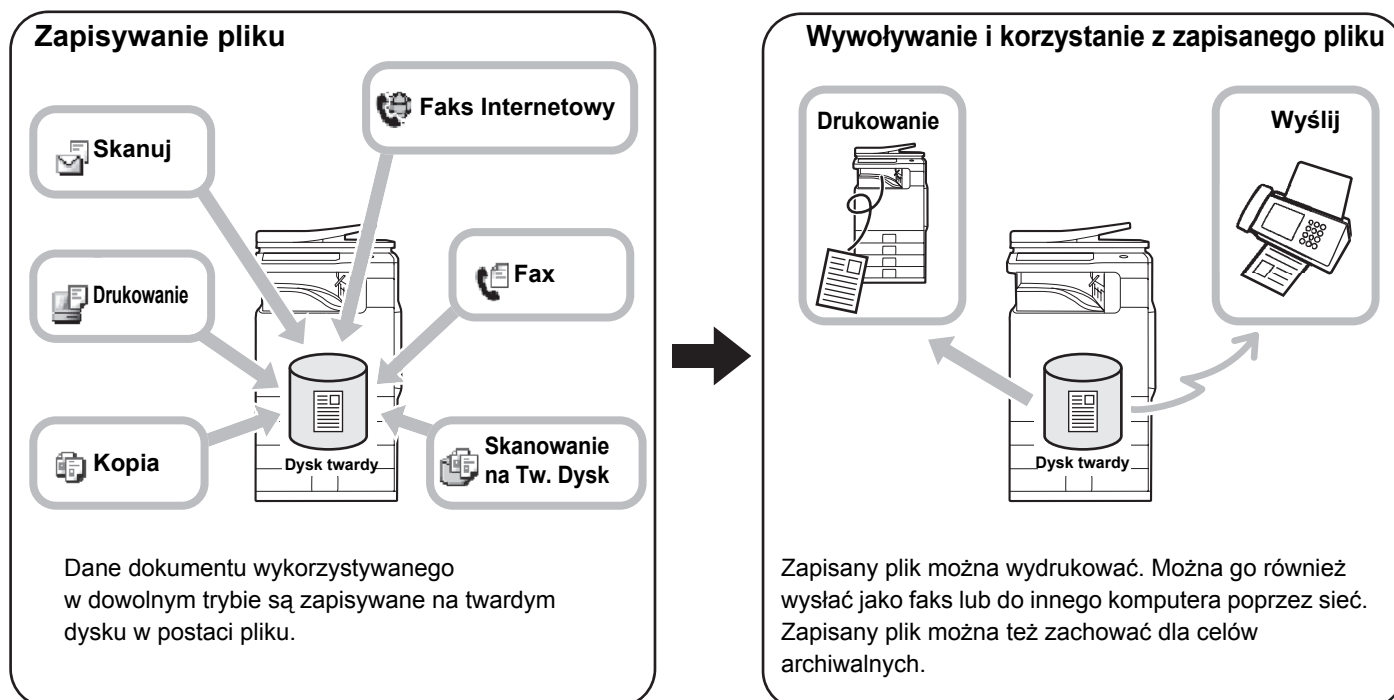 Zapisywanie pliku
Faks Internetowy
Skanuj
Fax
Drukowanie
Kopia
Skanowanie
na Tw. Dysk
Dysk twardy
Dane dokumentu wykorzystywanego
w dowolnym trybie są zapisywane na twardym
dysku w postaci pliku.
Wywoływanie i korzystanie z zapisanego pliku
Drukowanie
Wyślij
Dysk twardy
Zapisany plik można wydrukować. Można go również
wysłać jako faks lub do innego komputera poprzez sieć.
Zapisany plik można też zachować dla celów
archiwalnych.